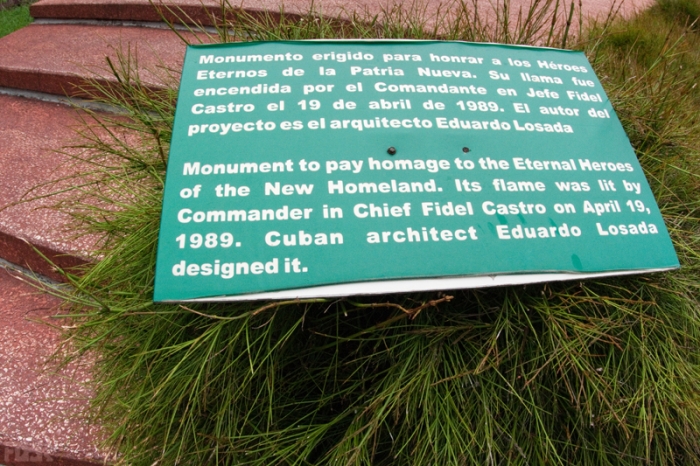 Monumento erigido para honrar a los Héroes
Eternos de la Patria Nueva. Su llama fue
encendida por el Comandante en Jefe Fidel
Castro el 19 de abril de 1989. El autor del
proyecto es el arquitecto Eduardo Losada
Monument to pay homage to the Eternal Heroes
of the New Homeland. Its flame was lit by
Commander in Chief Fidel Castro on April 19,
1989. Cuban architect Eduardo Losada
designed it.